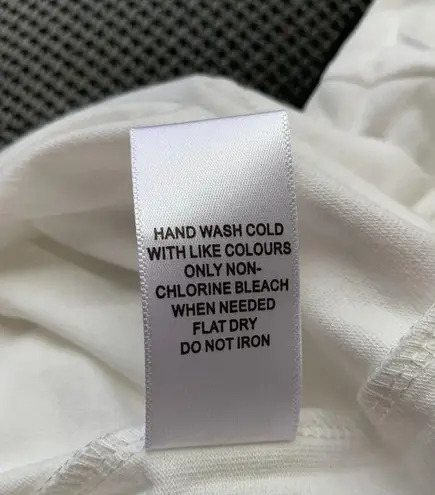 HAND WASH COLD
WITH LIKE COLOURS
ONLY NON-
CHLORINE BLEACH
WHEN NEEDED
FLAT DRY
DO NOT IRON